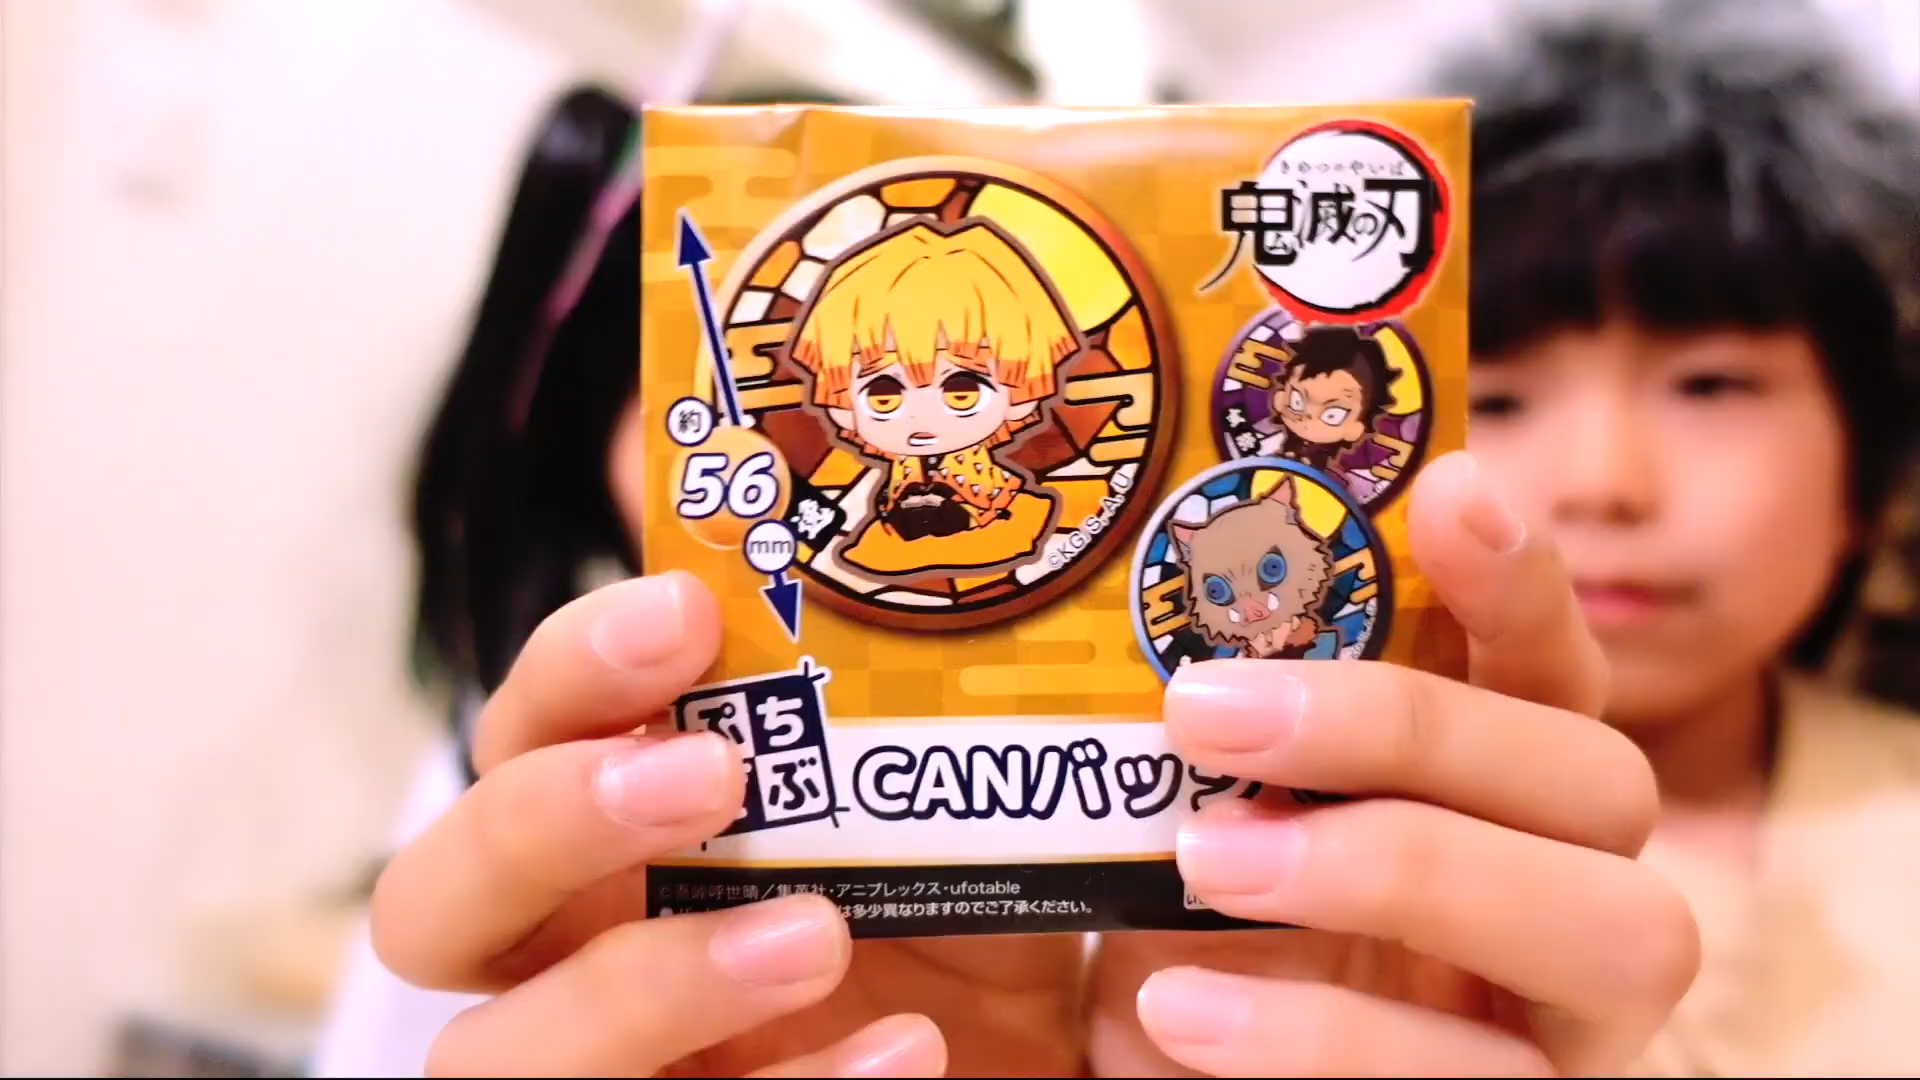 きめつのやいば
鬼滅の刃
約
56
mm
©KG/S,A,U
ぷち
ぶ
CANバッジ
吾峠呼世晴／集英社・アニプレックス・ufotable
は多少異なりますのでご了承ください。